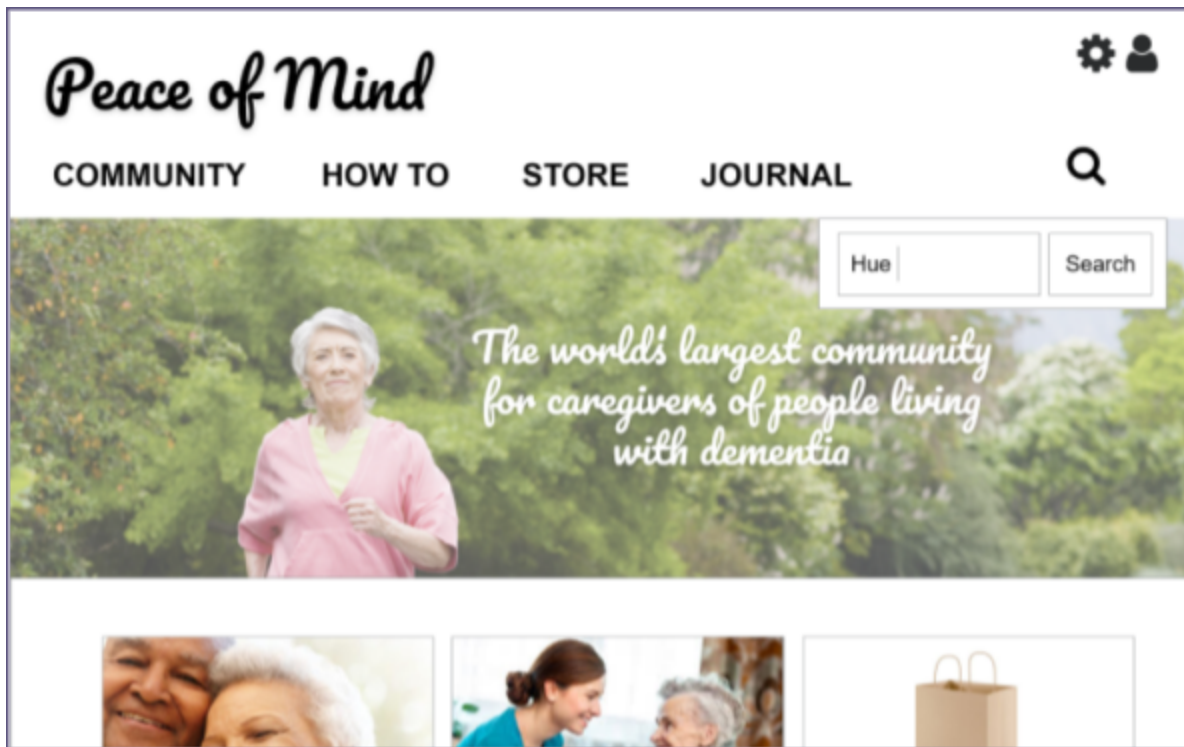 Peace of Mind
COMMUNITY HOW TO STORE JOURNAL
Hue Search
The world's largest community
for caregivers of people living
with dementia